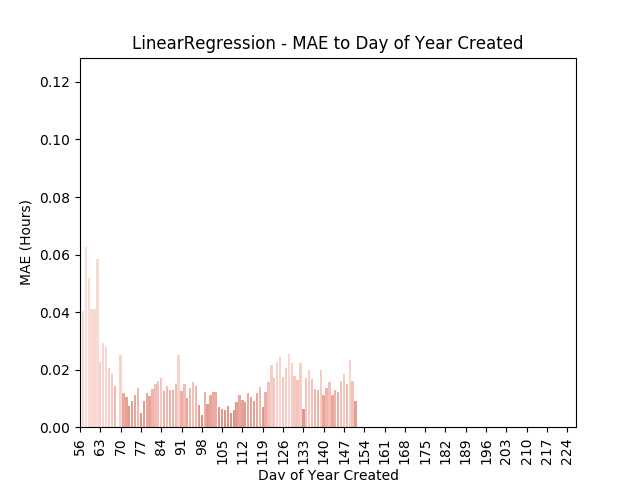 LinearRegression - MAE to Day of Year Created
0.12
0.10
0.08
0.06
0.04
0.02
0.00
MAE (Hours)
56 63 70 77 84 91 98 105 112 119 126 133 140 147 154 161 168 175 182 189 196 203 210 217 224
Day of Year Created